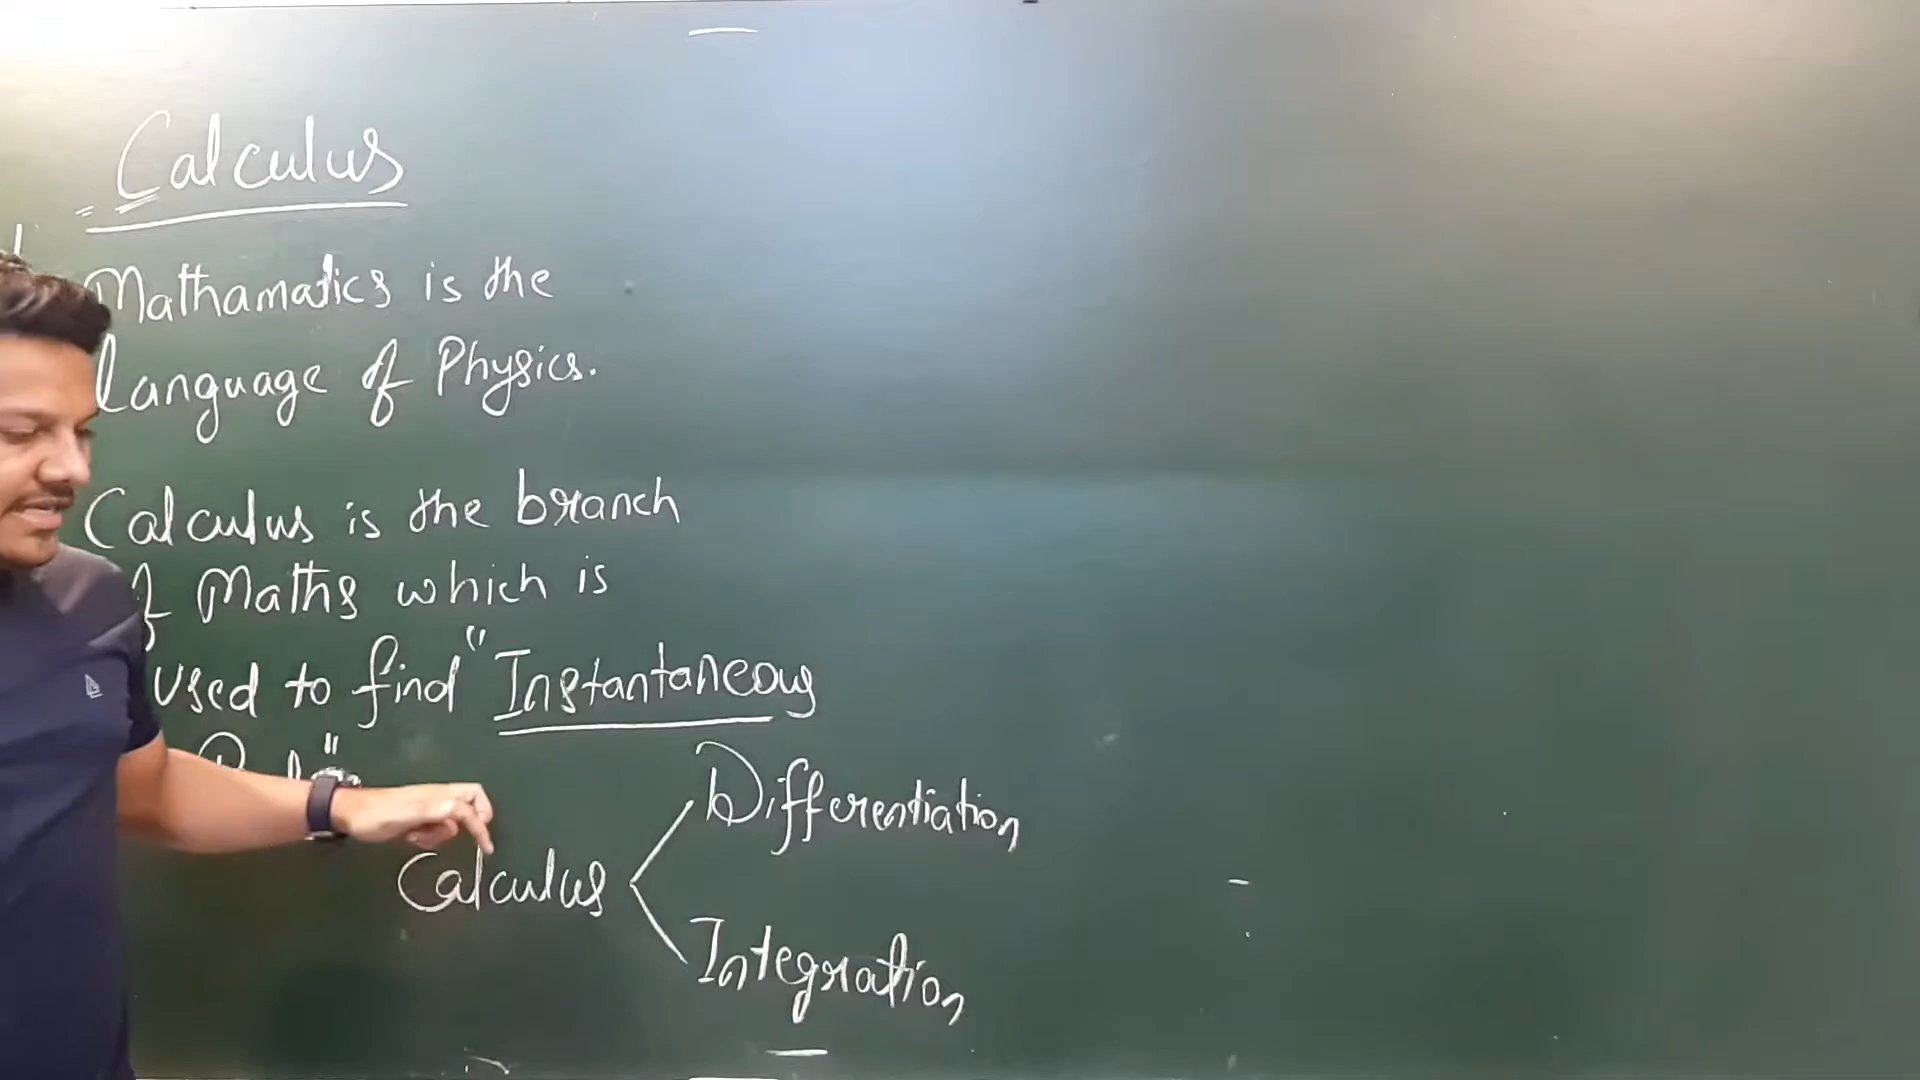 Calculus
Mathamatics is the
language of Physics.
Calculus is the branch
of Maths which is
used to find "Instantaneous
Differentiation
Calculus
Integration